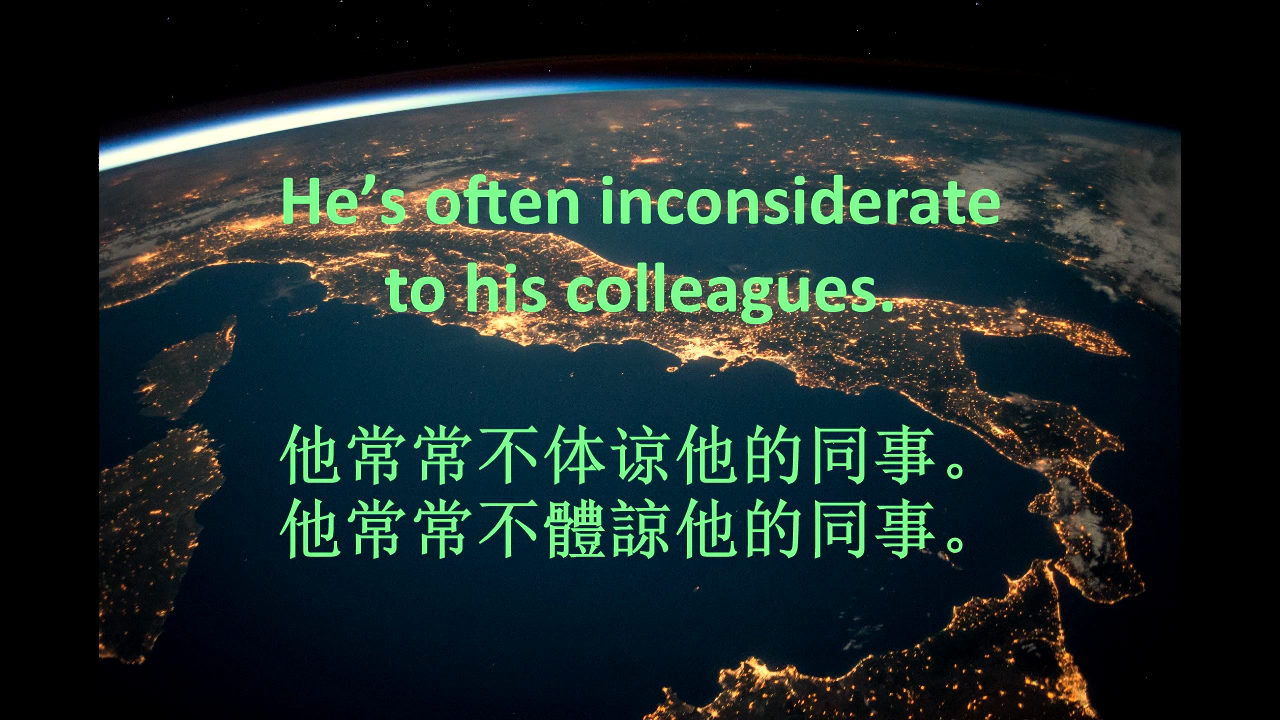 He’s often inconsiderate
to his colleagues.
他常常不体谅他的同事。
他常常不體諒他的同事。